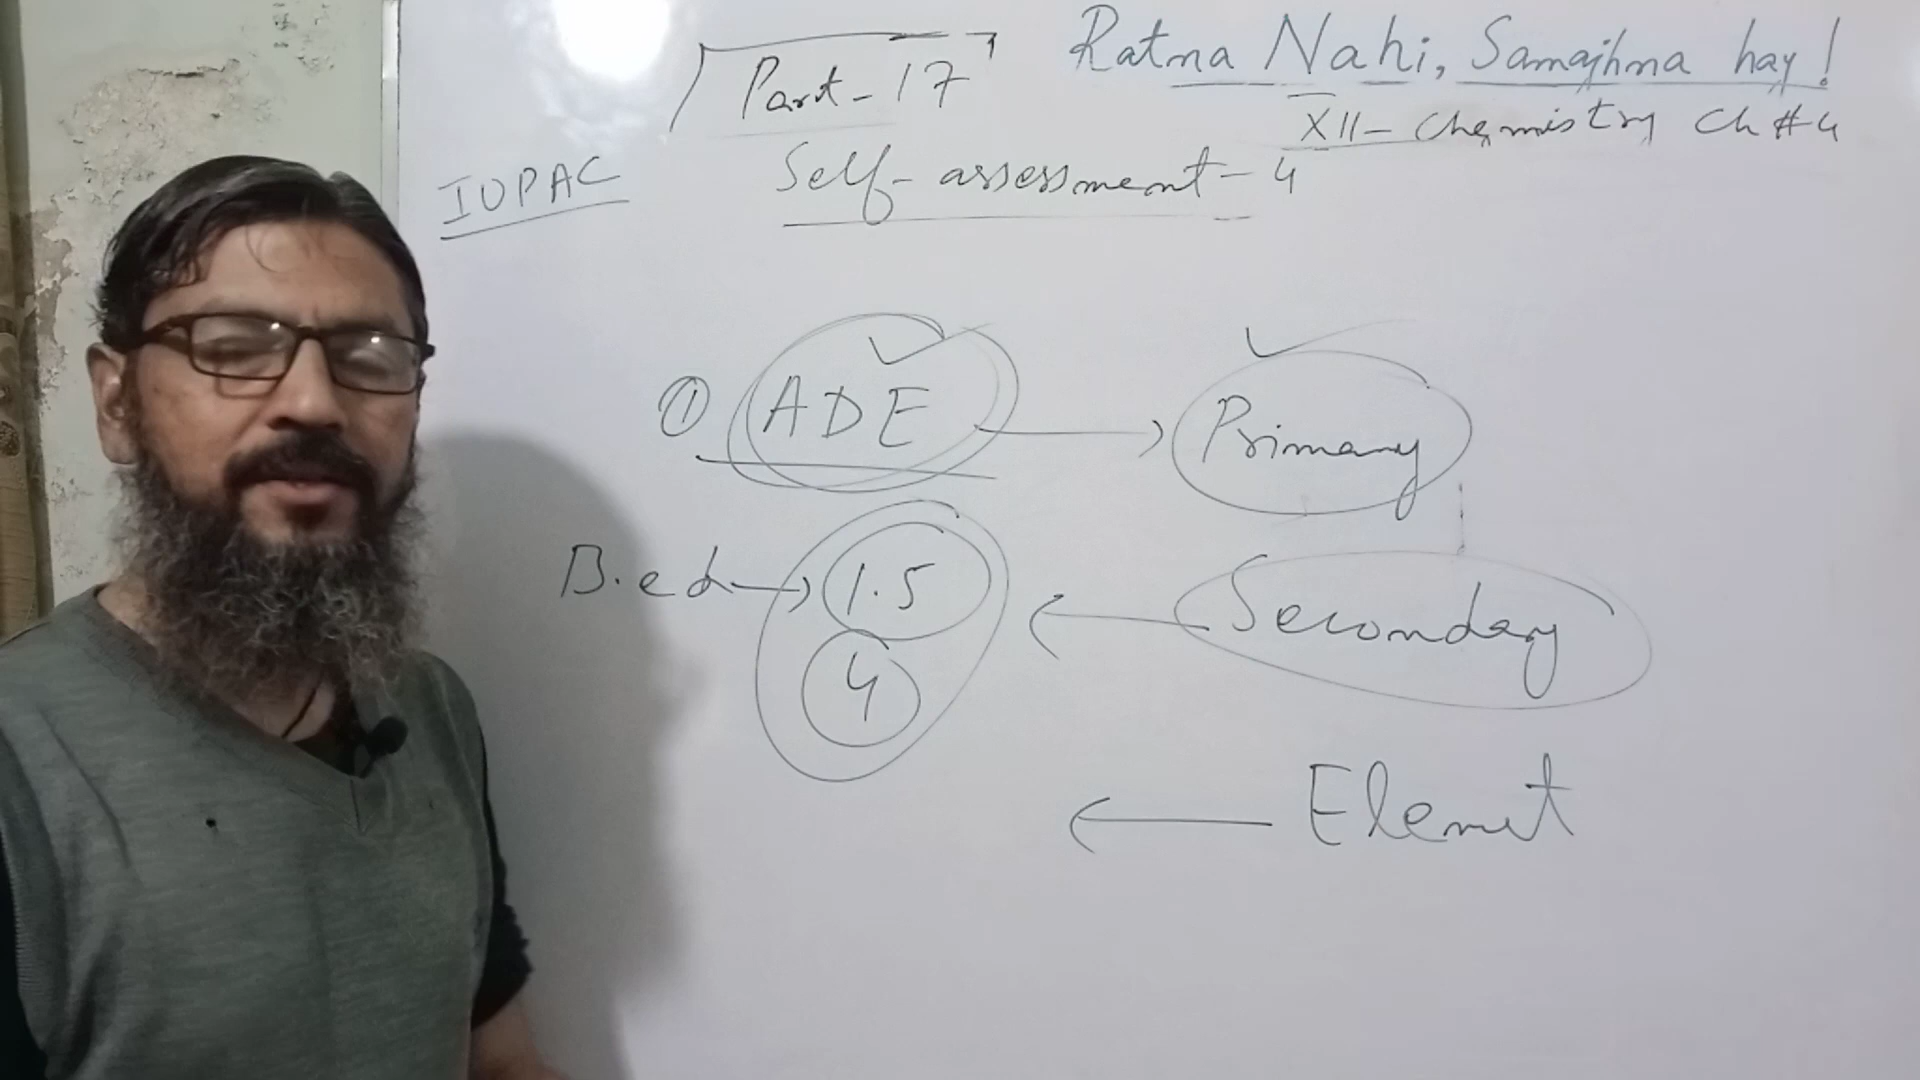 Ratna Nahi, Samajhna hay!
Part-17
XII- Chemistry Ch #4
IUPAC
Self-assessment-4
① ADE → Primary
B.ed → 1.5 ← Secondary
4
← Elemet